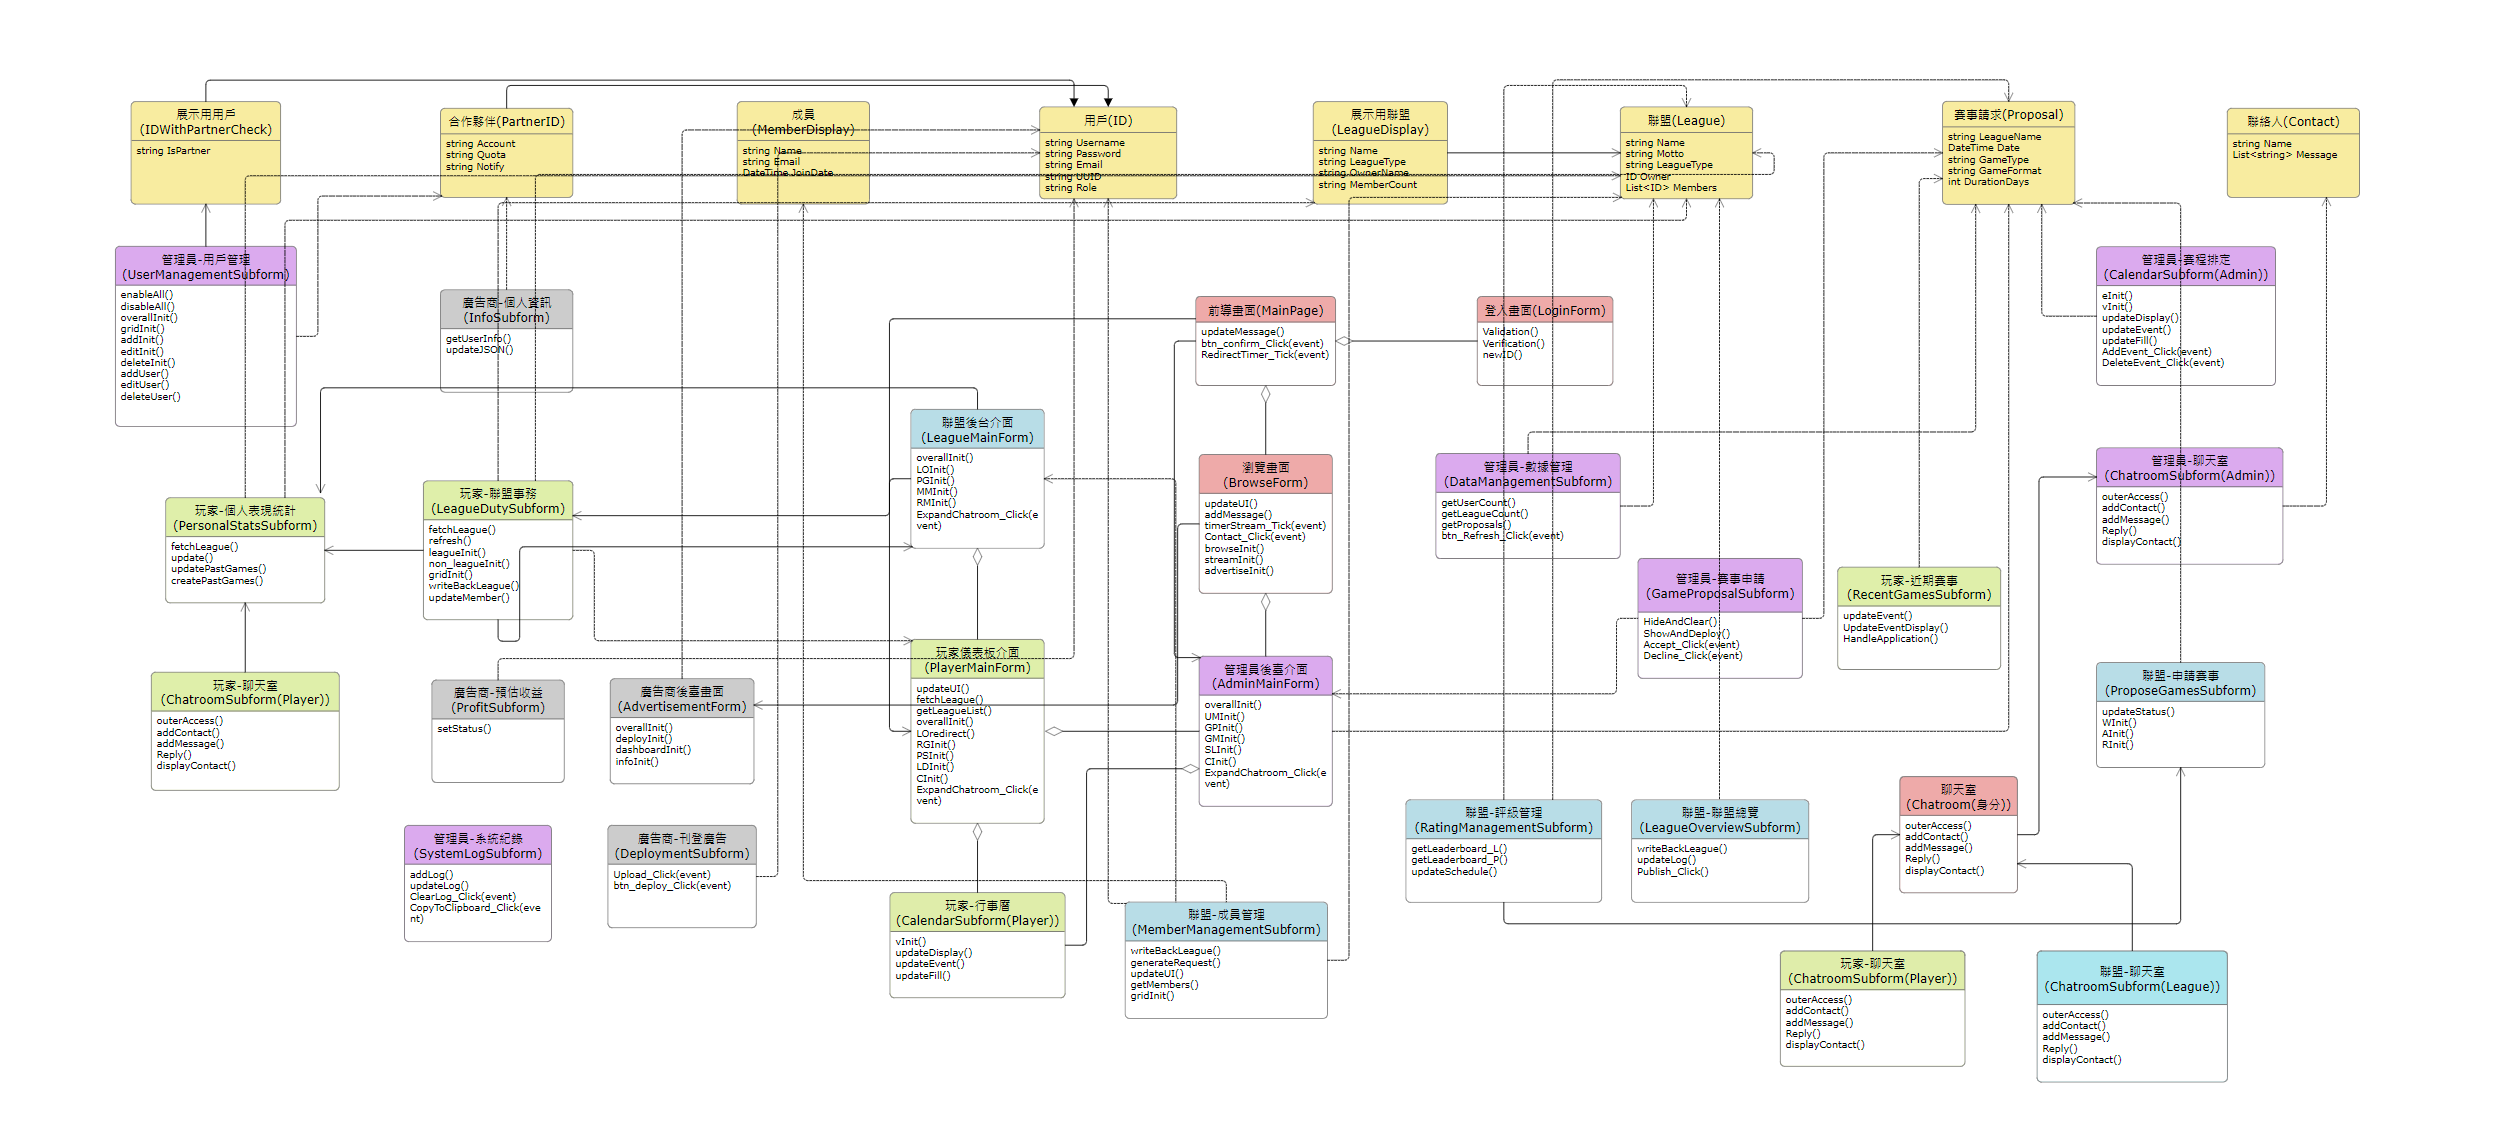 展示用用戶
(IDWithPartnerCheck)
string IsPartner
合作夥伴(PartnerID)
string Account
string Quota
string Notify
成員
(MemberDisplay)
string Name
string Email
DateTime JoinDate
用戶(ID)
string Username
string Password
string Email
string UUID
string Role
展示用聯盟
(LeagueDisplay)
string Name
string LeagueType
string OwnerName
string MemberCount
聯盟(League)
string Name
string Motto
string LeagueType
ID Owner
List<ID> Members
賽事請求(Proposal)
string LeagueName
DateTime Date
string GameType
string GameFormat
int DurationDays
聯絡人(Contact)
string Name
List<string> Message
管理員-用戶管理
(UserManagementSubform)
enableAll()
disableAll()
overallInit()
gridInit()
addInit()
editInit()
deleteInit()
addUser()
editUser()
deleteUser()
廣告商-個人資訊
(InfoSubform)
getUserInfo()
updateJSON()
前導畫面(MainPage)
updateMessage()
btn_confirm_Click(event)
RedirectTimer_Tick(event)
登入畫面(LoginForm)
Validation()
Verification()
newID()
管理員-賽程排定
(CalendarSubform(Admin))
eInit()
vInit()
updateDisplay()
updateEvent()
updateFill()
AddEvent_Click(event)
DeleteEvent_Click(event)
聯盟後台介面
(LeagueMainForm)
overallInit()
LOInit()
PGInit()
MMInit()
RMInit()
ExpandChatroom_Click(e
vent)
瀏覽畫面
(BrowseForm)
updateUI()
addMessage()
timerStream_Tick(event)
Contact_Click(event)
browseInit()
streamInit()
advertiseInit()
管理員-數據管理
(DataManagementSubform)
getUserCount()
getLeagueCount()
getProposals()
btn_Refresh_Click(event)
管理員-聊天室
(ChatroomSubform(Admin))
outerAccess()
addContact()
addMessage()
Reply()
displayContact()
玩家-個人表現統計
(PersonalStatsSubform)
fetchLeague()
update()
updatePastGames()
createPastGames()
玩家-聯盟事務
(LeagueDutySubform)
fetchLeague()
refresh()
leagueInit()
non_leagueInit()
gridInit()
writeBackLeague()
updateMember()
管理員-賽事申請
(GameProposalSubform)
HideAndClear()
ShowAndDeploy()
Accept_Click(event)
Decline_Click(event)
玩家-近期賽事
(RecentGamesSubform)
updateEvent()
UpdateEventDisplay()
HandleApplication()
玩家-聊天室
(ChatroomSubform(Player))
outerAccess()
addContact()
addMessage()
Reply()
displayContact()
廣告商-預估收益
(ProfitSubform)
setStatus()
廣告商後臺畫面
(AdvertisementForm)
overallInit()
deployInit()
dashboardInit()
infoInit()
玩家儀表板介面
(PlayerMainForm)
updateUI()
fetchLeague()
getLeagueList()
overallInit()
LOredirect()
RGInit()
PSInit()
LDInit()
CInit()
ExpandChatroom_Click(e
vent)
管理員後臺介面
(AdminMainForm)
overallInit()
UMInit()
GPInit()
GMInit()
SLInit()
CInit()
ExpandChatroom_Click(e
vent)
聯盟-申請賽事
(ProposeGamesSubform)
updateStatus()
WInit()
AInit()
RInit()
管理員-系統紀錄
(SystemLogSubform)
addLog()
updateLog()
ClearLog_Click(event)
CopyToClipboard_Click(eve
nt)
廣告商-刊登廣告
(DeploymentSubform)
Upload_Click(event)
btn_deploy_Click(event)
聯盟-評級管理
(RatingManagementSubform)
getLeaderboard_L()
getLeaderboard_P()
updateSchedule()
聯盟-聯盟總覽
(LeagueOverviewSubform)
writeBackLeague()
updateLog()
Publish_Click()
聊天室
(Chatroom(身分))
outerAccess()
addContact()
addMessage()
Reply()
displayContact()
玩家-行事曆
(CalendarSubform(Player))
vInit()
updateDisplay()
updateEvent()
updateFill()
聯盟-成員管理
(MemberManagementSubform)
writeBackLeague()
generateRequest()
updateUI()
getMembers()
gridInit()
玩家-聊天室
(ChatroomSubform(Player))
outerAccess()
addContact()
addMessage()
Reply()
displayContact()
聯盟-聊天室
(ChatroomSubform(League))
outerAccess()
addContact()
addMessage()
Reply()
displayContact()